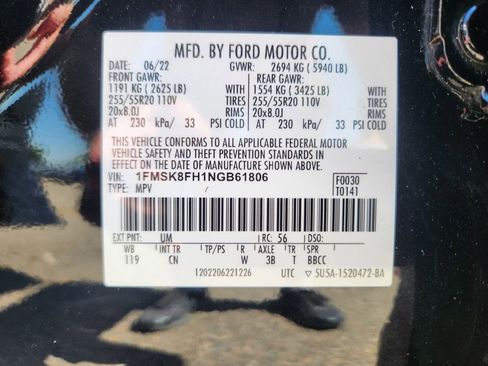 MFD. BY FORD MOTOR CO.
DATE: 06/22 GVWR: 2694 KG ( 5940 LB)
FRONT GAWR: REAR GAWR:
1191 KG ( 2625 LB) WITH 1554 KG ( 3425 LB) WITH
255/55R20 110V TIRES 255/55R20 110V TIRES
20x8.0J RIMS 20x8.0J RIMS
AT 230 kPa/ 33 PSI COLD AT 230 kPa/ 33 PSI COLD
THIS VEHICLE CONFORMS TO ALL APPLICABLE FEDERAL MOTOR
VEHICLE SAFETY AND THEFT PREVENTION STANDARDS IN
EFFECT ON THE DATE OF MANUFACTURE SHOWN ABOVE.
VIN: 1FMSK8FH1NGB61806 F0030
TYPE: MPV T0141
EXT PNT: UM RC: 56 DSO:
WB INT TR TP/PS R AXLE TR SPR
119 CN W 3B T BBCC
1202206221226 UTC 5U5A-1520472-BA